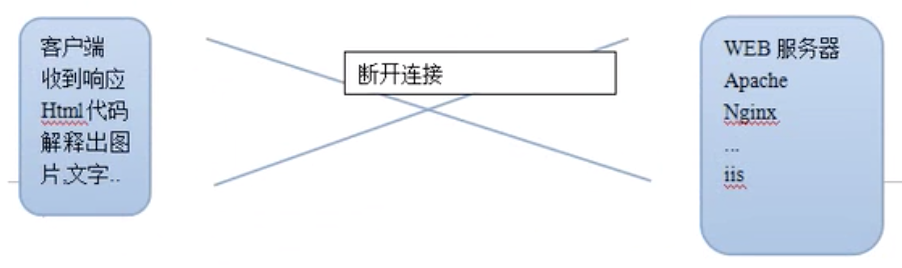 客户端
收到响应
Html代码
解释出图
片,文字..
断开连接
WEB 服务器
Apache
Nginx
...
iis